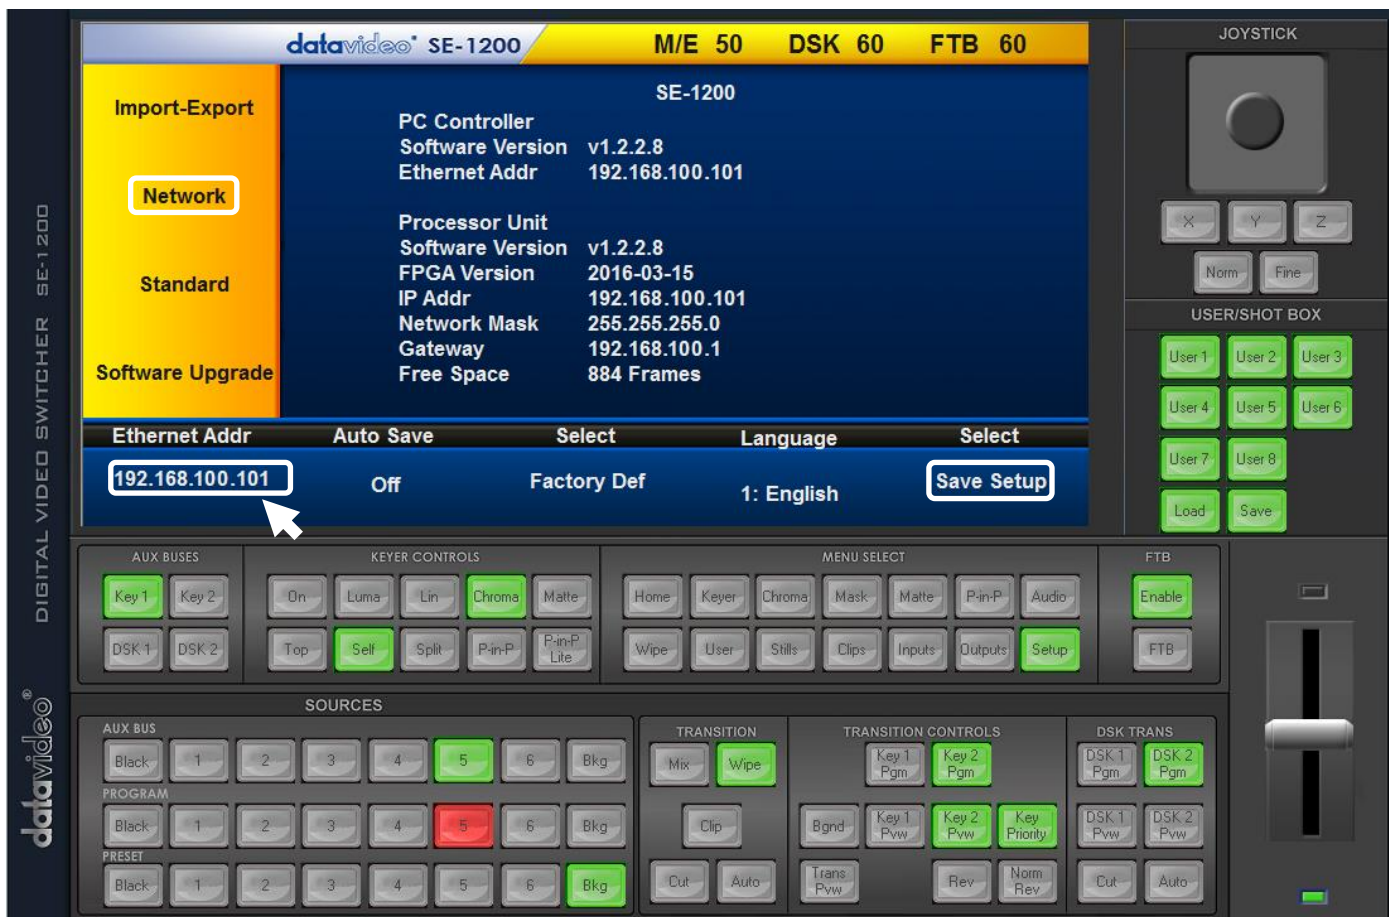 datavideo® SE-1200 M/E 50 DSK 60 FTB 60
Import-Export
Network
Standard
Software Upgrade
SE-1200
PC Controller
Software Version v1.2.2.8
Ethernet Addr 192.168.100.101
Processor Unit
Software Version v1.2.2.8
FPGA Version 2016-03-15
IP Addr 192.168.100.101
Network Mask 255.255.255.0
Gateway 192.168.100.1
Free Space 884 Frames
Ethernet Addr Auto Save Select Language Select
192.168.100.101 Off Factory Def 1: English Save Setup
JOYSTICK
X Y Z
Norm Fine
USER/SHOT BOX
User 1 User 2 User 3
User 4 User 5 User 6
User 7 User 8
Load Save
DIGITAL VIDEO SWITCHER SE-1200
datavideo®
AUX BUSES
Key 1 Key 2
DSK 1 DSK 2
KEYER CONTROLS
On Luma Lin Chroma Matte
Top Self Split P-in-P P-in-P Lite
MENU SELECT
Home Keyer Chroma Mask Matte P-in-P Audio
Wipe User Stills Clips Inputs Outputs Setup
FTB
Enable
FTB
SOURCES
AUX BUS
Black 1 2 3 4 5 6 Bkg
PROGRAM
Black 1 2 3 4 5 6 Bkg
PRESET
Black 1 2 3 4 5 6 Bkg
TRANSITION
Mix Wipe
Clip
Cut Auto
TRANSITION CONTROLS
Key 1 Pgm Key 2 Pgm
Bgnd Key 1 Pvw Key 2 Pvw Key Priority
Trans Pvw Rev Norm Rev
DSK TRANS
DSK 1 Pgm DSK 2 Pgm
DSK 1 Pvw DSK 2 Pvw
Cut Auto